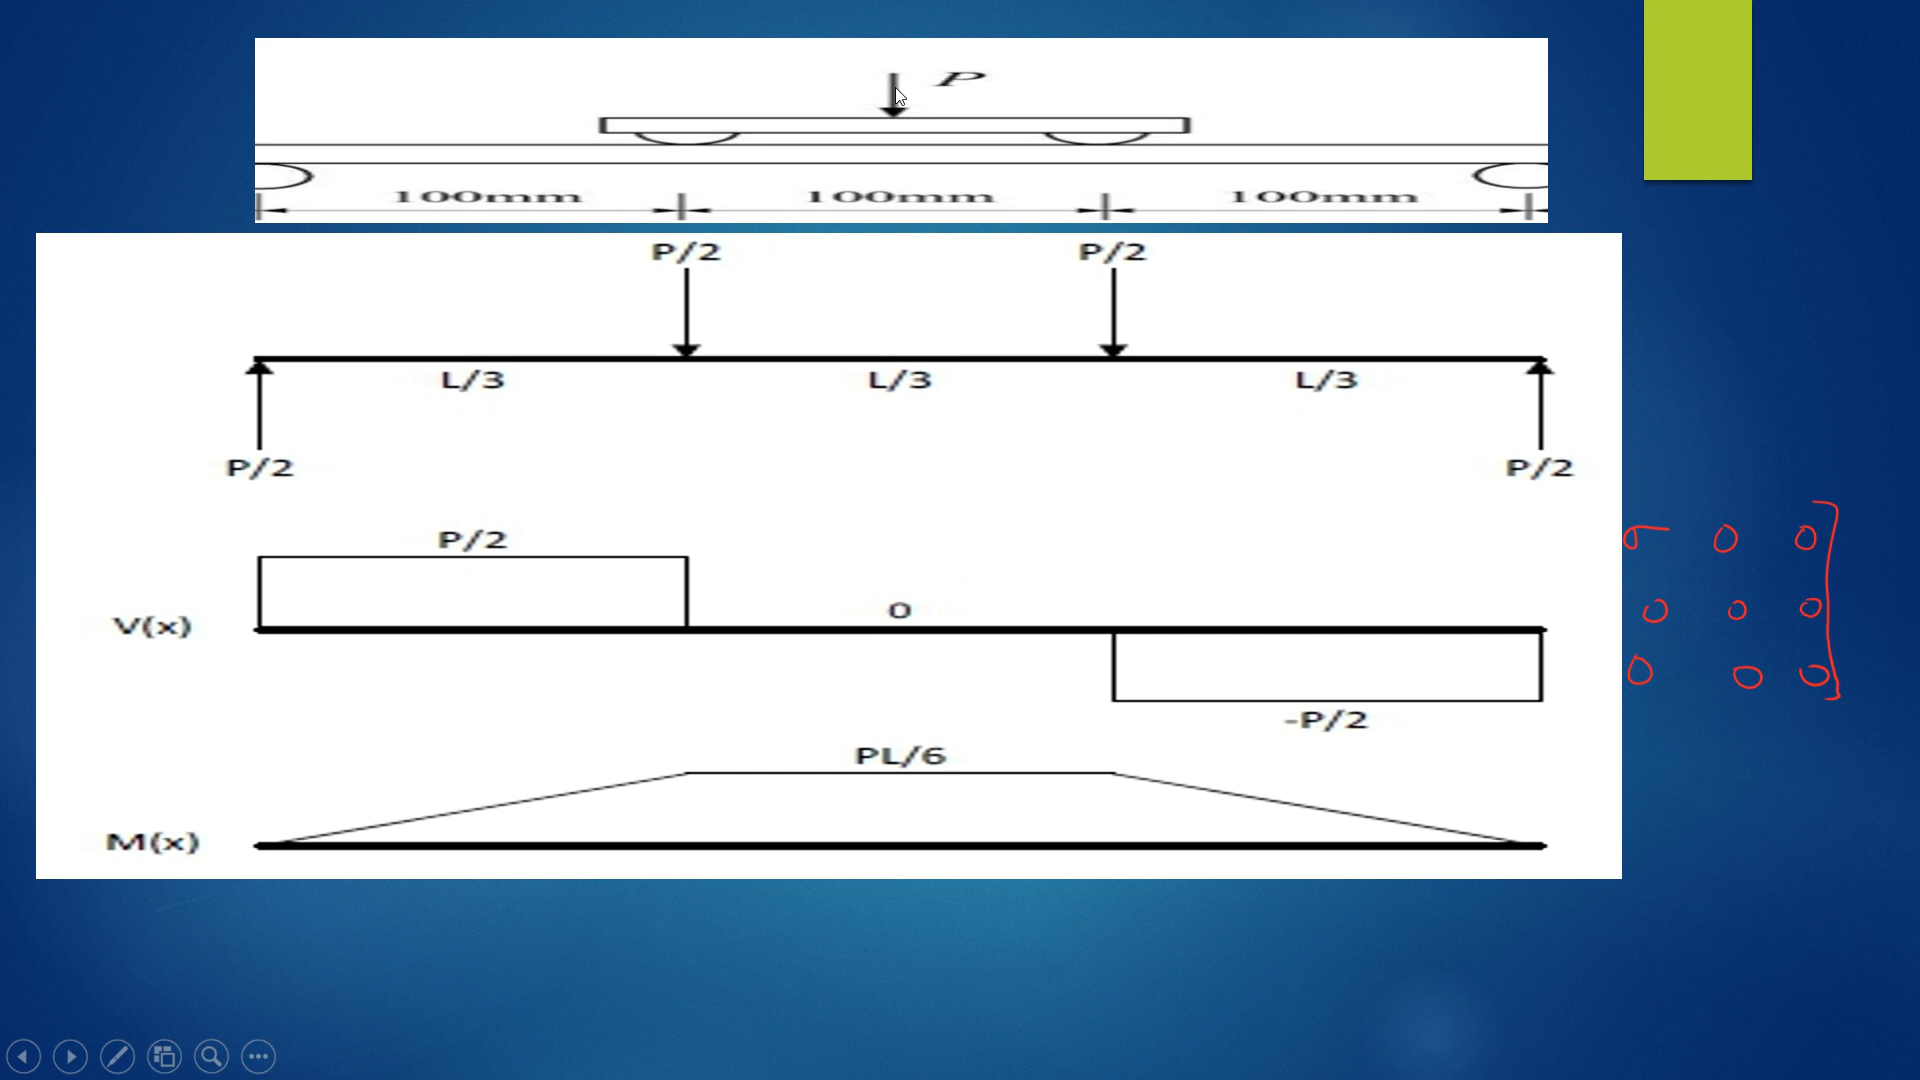 P
100mm 100mm 100mm
P/2 P/2
L/3 L/3 L/3
P/2 P/2
P/2
V(x) 0
-P/2
PL/6
M(x)
σ 0 0
0 0 0
0 0 0